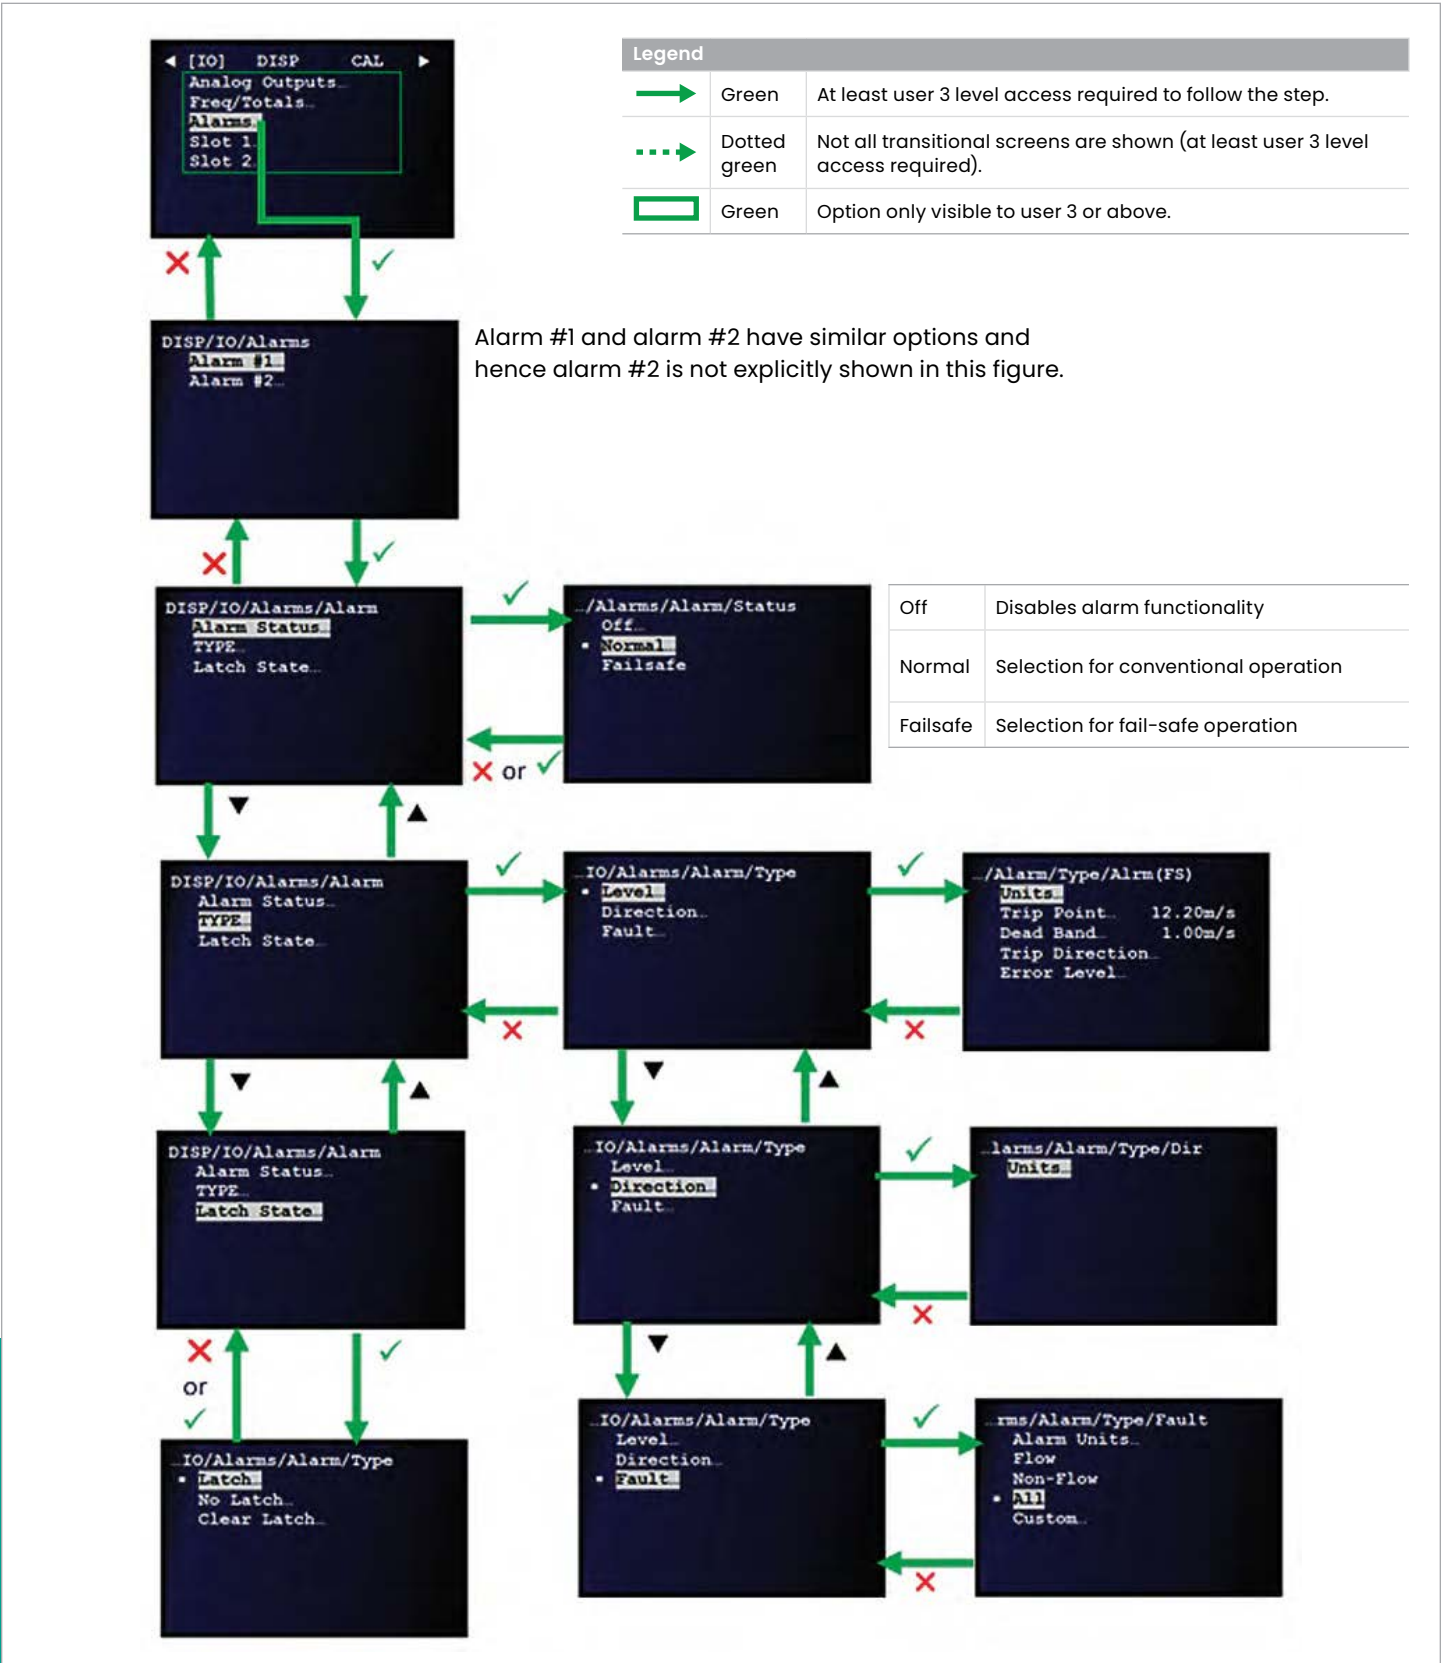 ◄ [IO] DISP CAL ►
Analog Outputs…
Freq/Totals…
Alarms…
Slot 1…
Slot 2…
Legend
Green At least user 3 level access required to follow the step.
Dotted green Not all transitional screens are shown (at least user 3 level access required).
Green Option only visible to user 3 or above.
DISP/IO/Alarms
Alarm #1…
Alarm #2…
Alarm #1 and alarm #2 have similar options and
hence alarm #2 is not explicitly shown in this figure.
DISP/IO/Alarms/Alarm
Alarm Status…
TYPE…
Latch State…
…/Alarms/Alarm/Status
Off…
Normal…
Failsafe
or
Off Disables alarm functionality
Normal Selection for conventional operation
Failsafe Selection for fail-safe operation
DISP/IO/Alarms/Alarm
Alarm Status…
TYPE…
Latch State…
…IO/Alarms/Alarm/Type
Level…
Direction…
Fault…
…/Alarm/Type/Alrm(FS)
Units…
Trip Point… 12.20m/s
Dead Band… 1.00m/s
Trip Direction…
Error Level…
DISP/IO/Alarms/Alarm
Alarm Status…
TYPE…
Latch State…
…IO/Alarms/Alarm/Type
Level…
Direction…
Fault…
…larms/Alarm/Type/Dir
Units…
or
…IO/Alarms/Alarm/Type
Latch…
No Latch…
Clear Latch…
…IO/Alarms/Alarm/Type
Level…
Direction…
Fault…
…rms/Alarm/Type/Fault
Alarm Units…
Flow
Non-Flow
All
Custom…